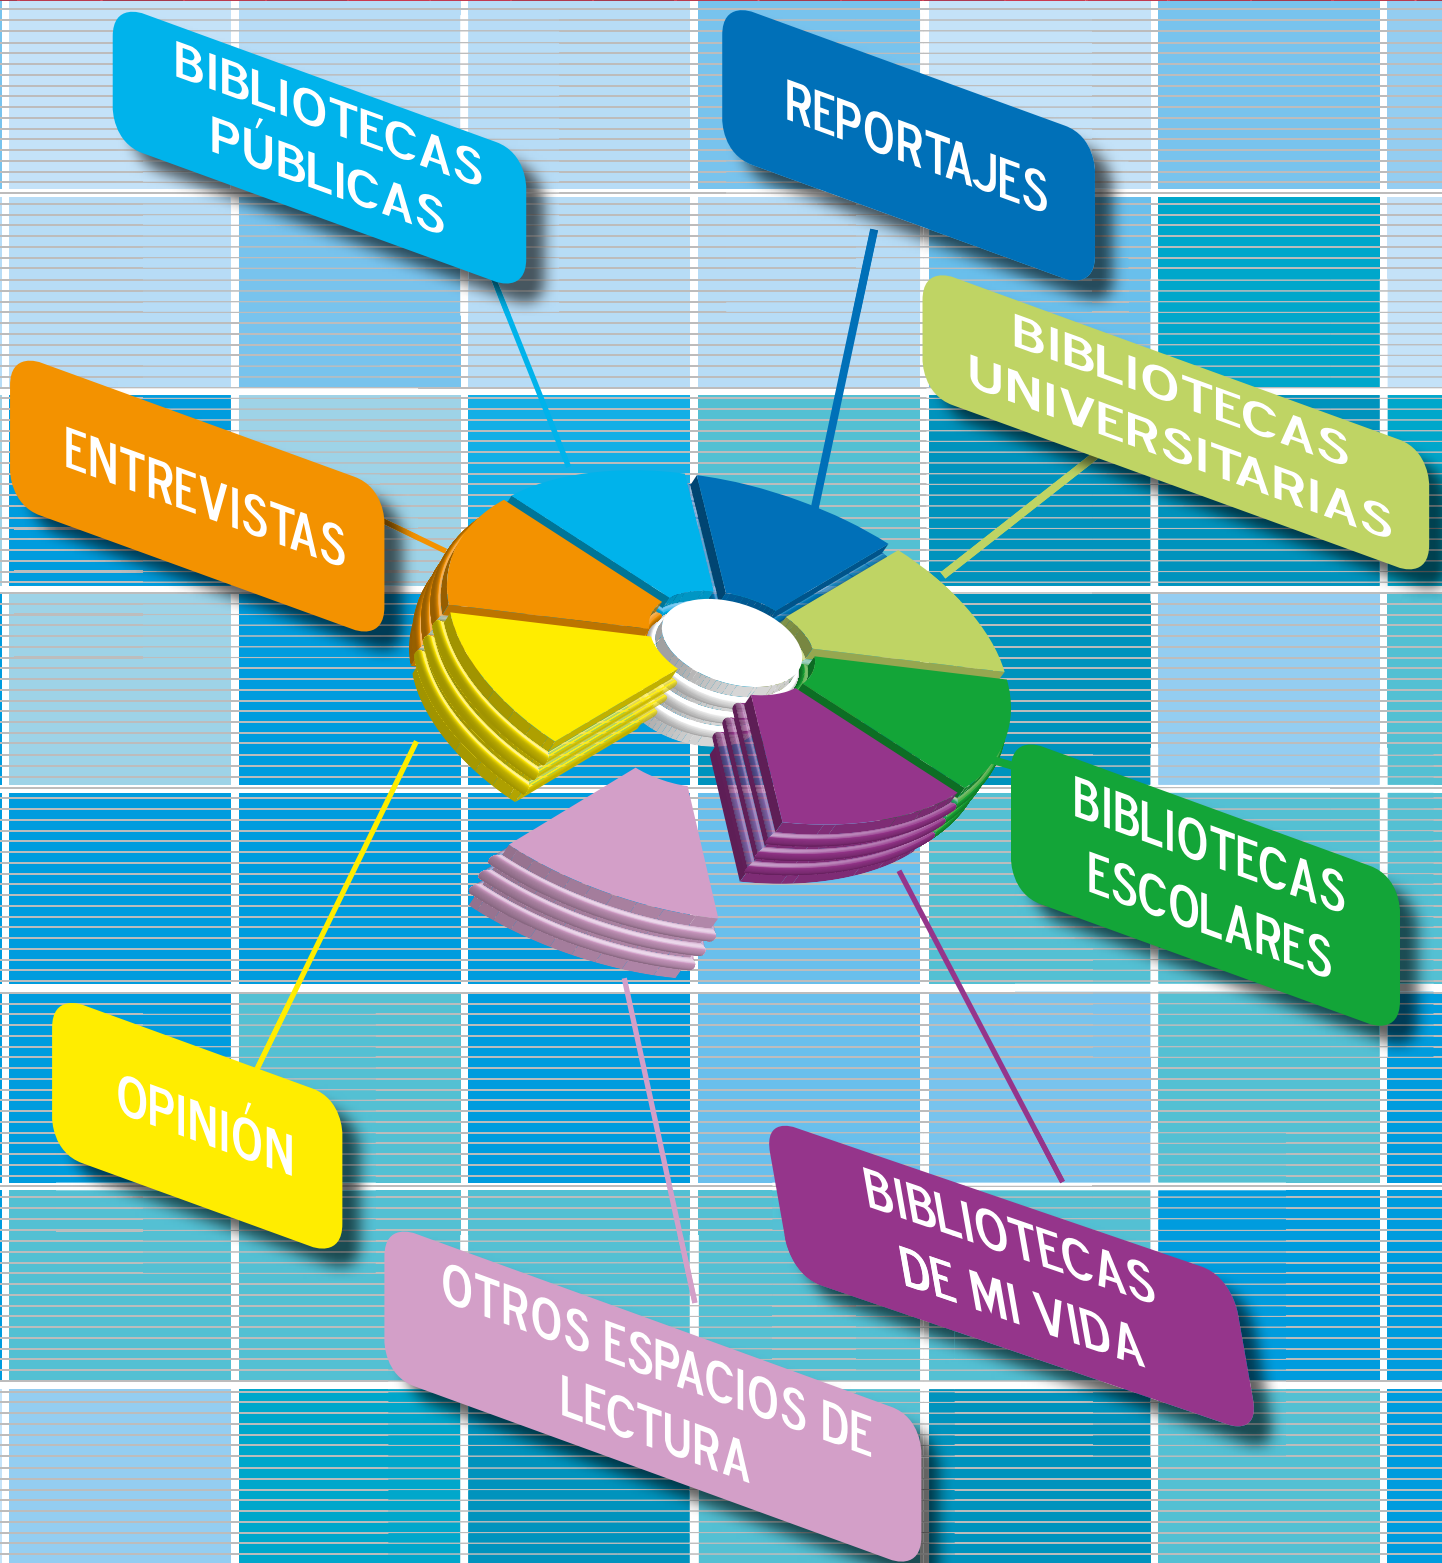 BIBLIOTECAS
PÚBLICAS
REPORTAJES
BIBLIOTECAS
UNIVERSITARIAS
ENTREVISTAS
BIBLIOTECAS
ESCOLARES
OPINIÓN
BIBLIOTECAS
DE MI VIDA
OTROS ESPACIOS DE
LECTURA